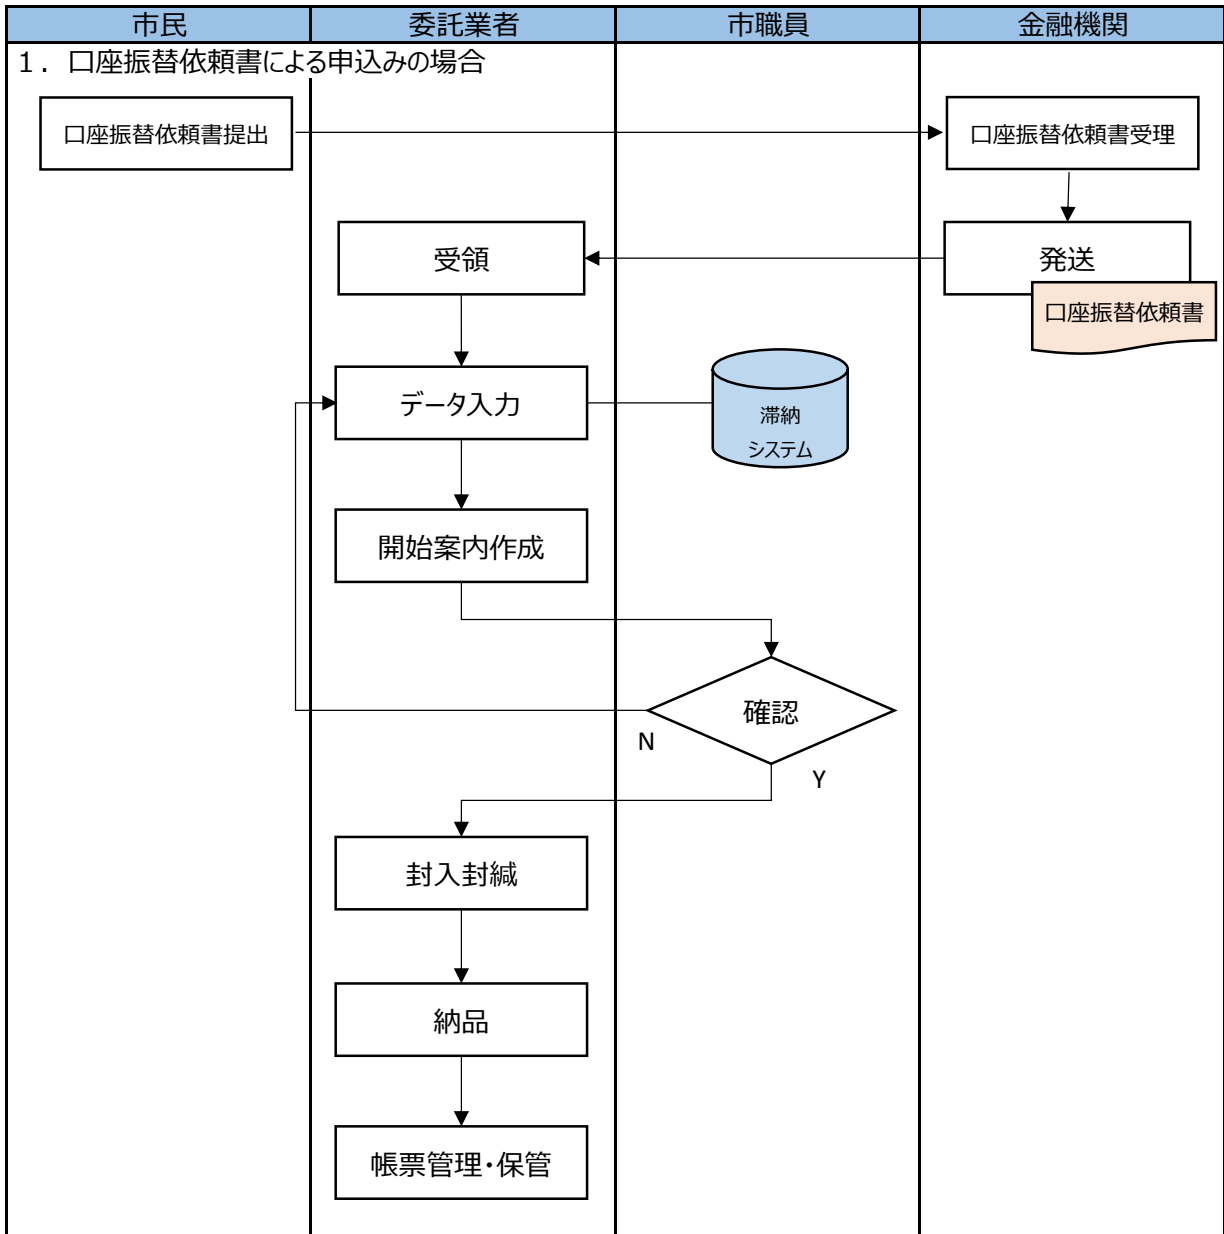 市民
委託業者
市職員
金融機関
１．口座振替依頼書による申込みの場合
口座振替依頼書提出
口座振替依頼書受理
受領
発送
口座振替依頼書
データ入力
滞納
システム
開始案内作成
確認
N
Y
封入封緘
納品
帳票管理・保管